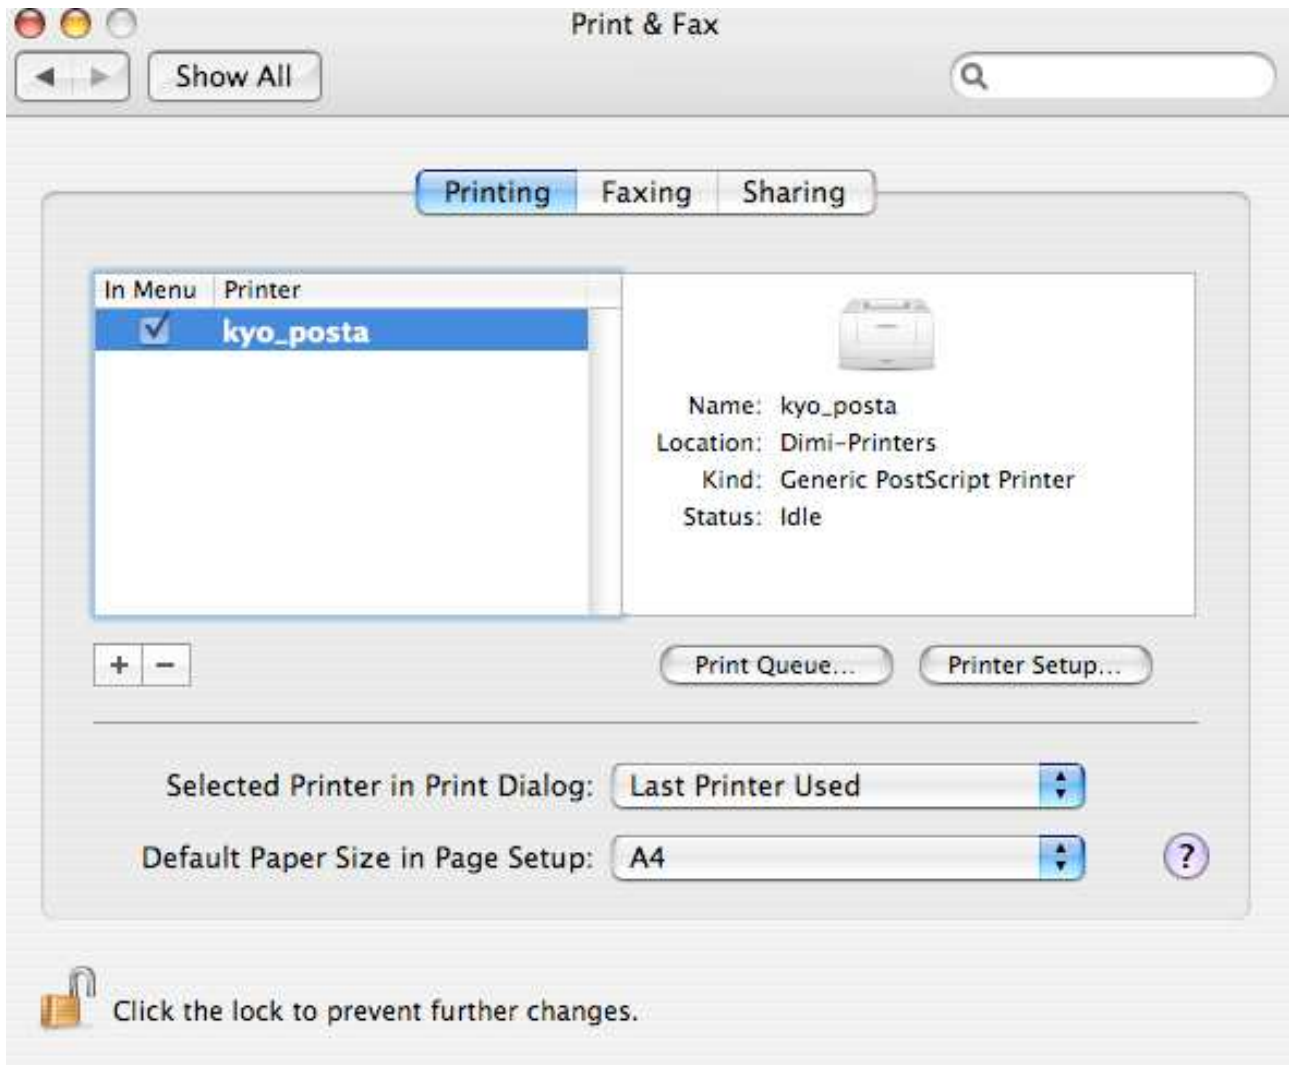 Print & Fax
Show All
Printing Faxing Sharing
In Menu Printer
kyo_posta
Name: kyo_posta
Location: Dimi-Printers
Kind: Generic PostScript Printer
Status: Idle
+ −
Print Queue... Printer Setup...
Selected Printer in Print Dialog: Last Printer Used
Default Paper Size in Page Setup: A4
?
Click the lock to prevent further changes.